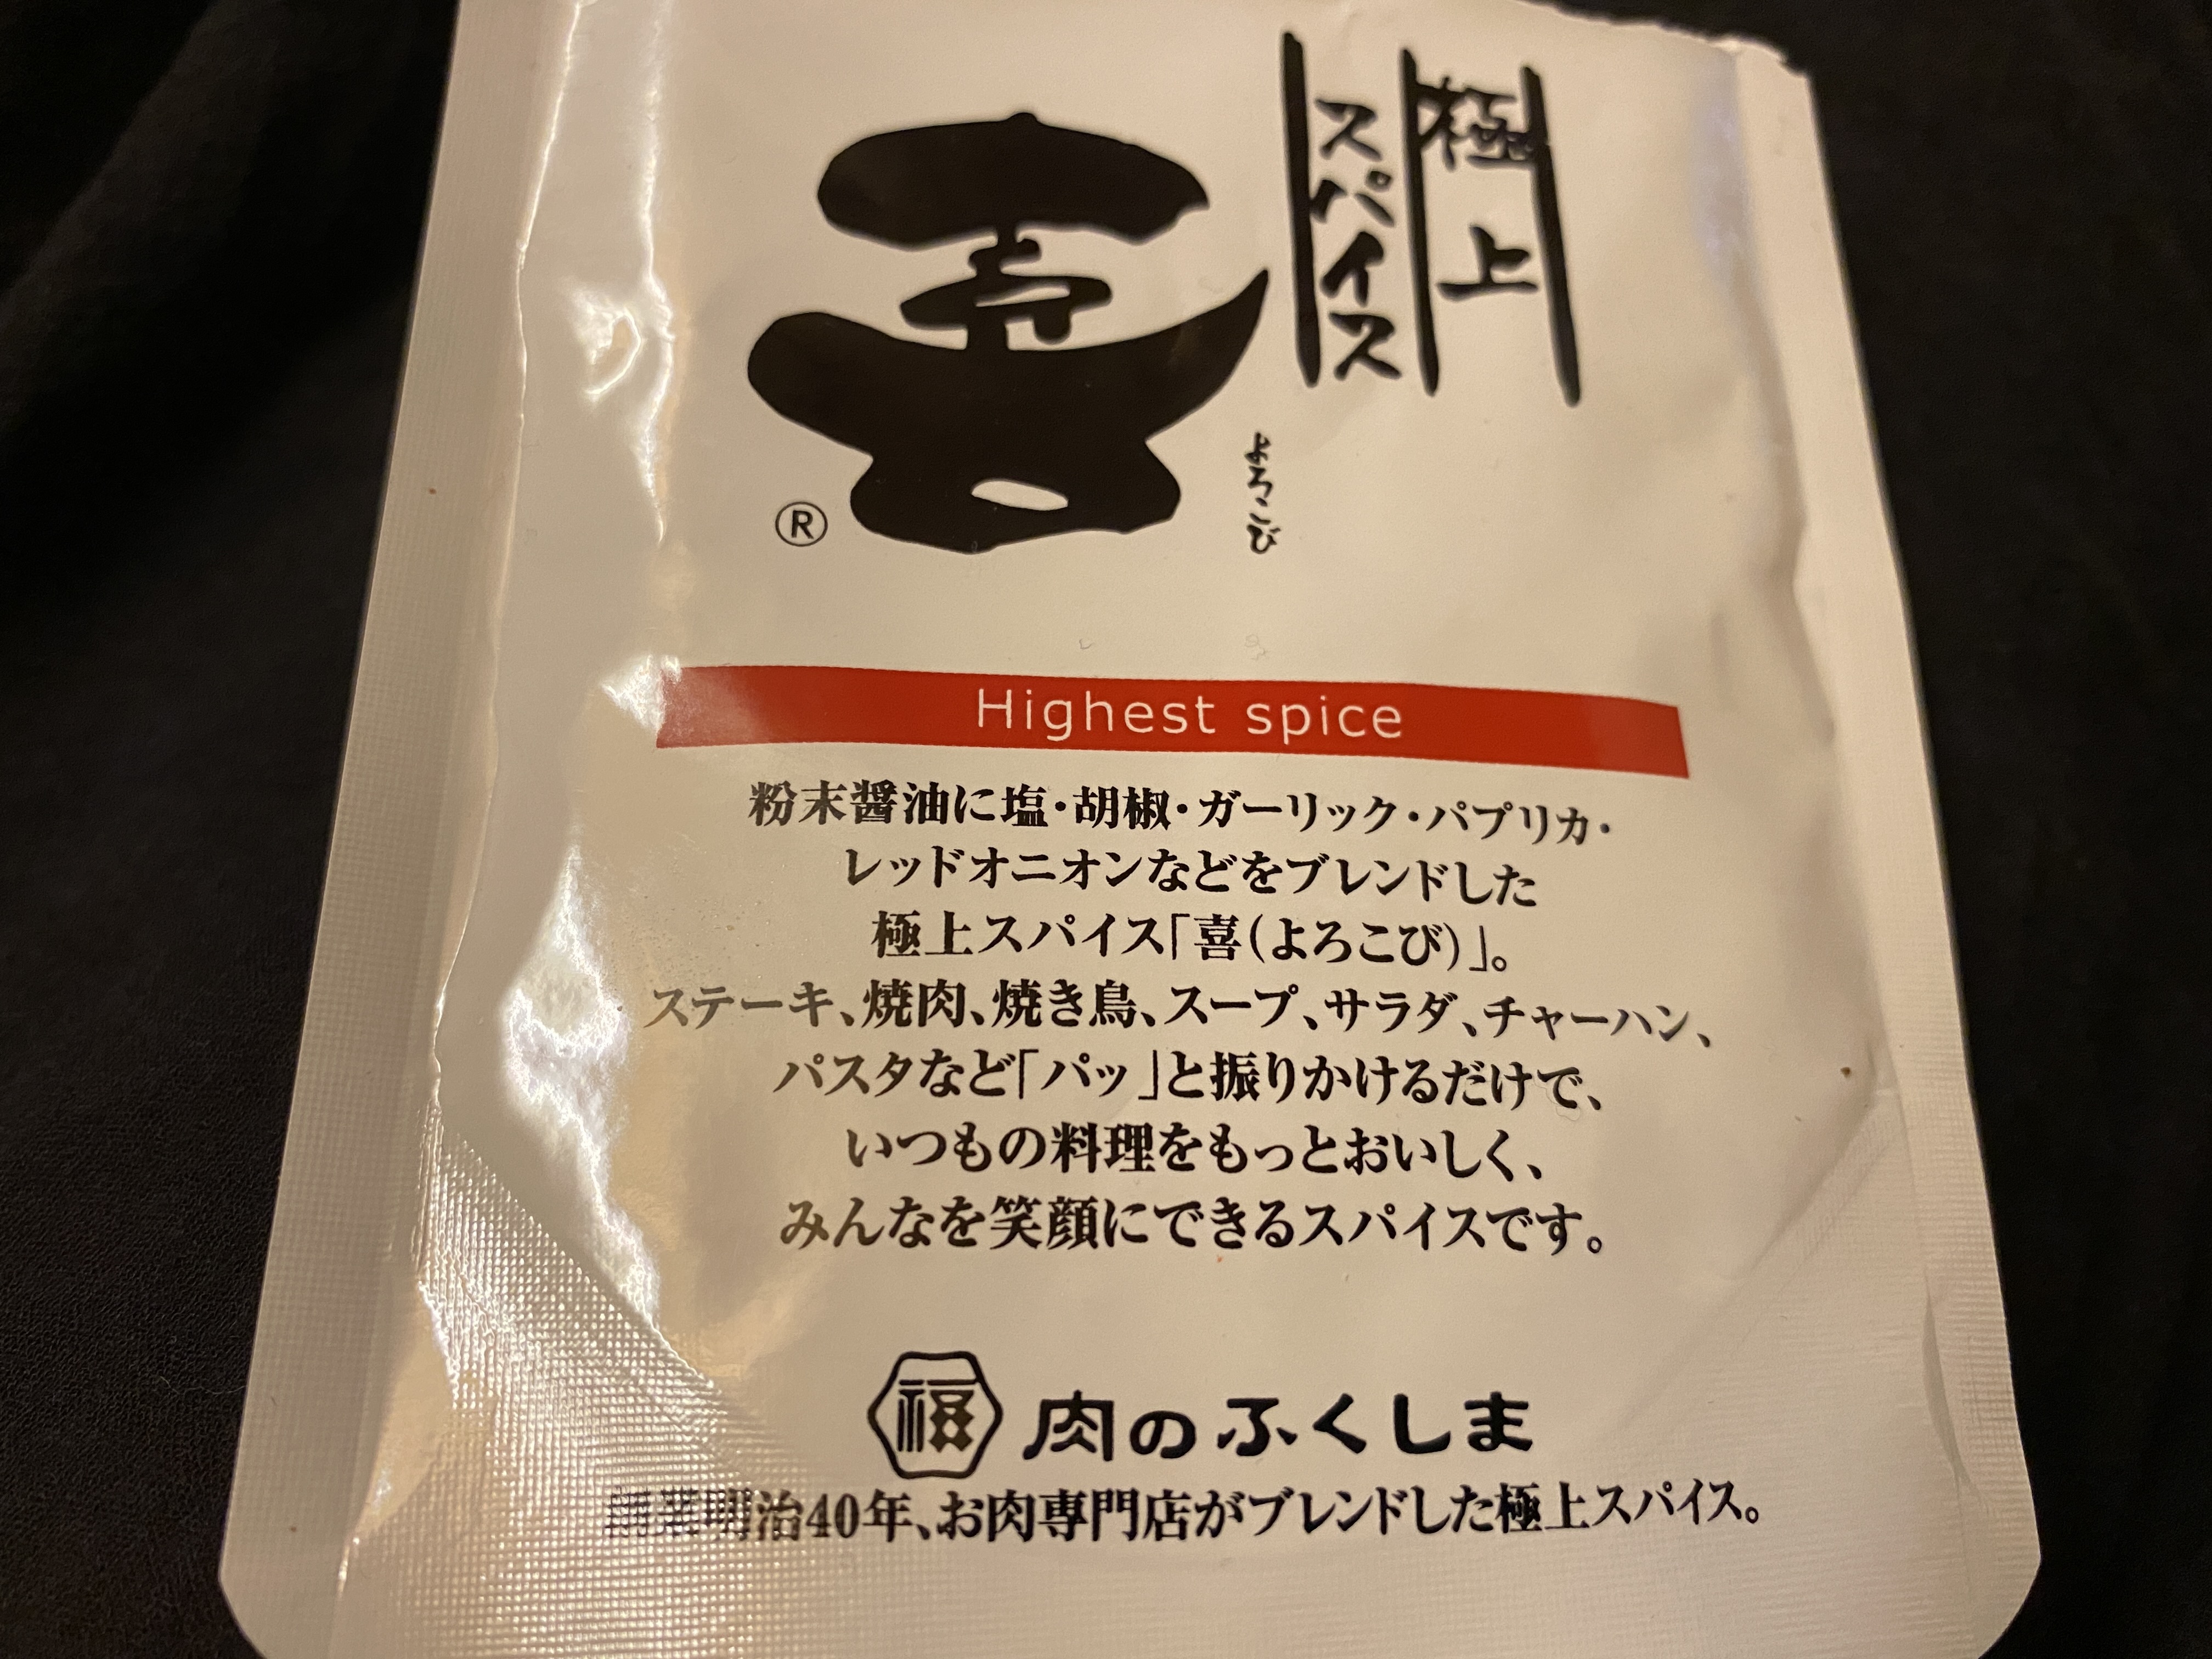 極上
スパイス
喜
よろこび
®
Highest spice
粉末醤油に塩・胡椒・ガーリック・パプリカ・
レッドオニオンなどをブレンドした
極上スパイス「喜(よろこび)」。
ステーキ、焼肉、焼き鳥、スープ、サラダ、チャーハン、
パスタなど「パッ」と振りかけるだけで、
いつもの料理をもっとおいしく、
みんなを笑顔にできるスパイスです。
福 肉のふくしま
開業明治40年、お肉専門店がブレンドした極上スパイス。